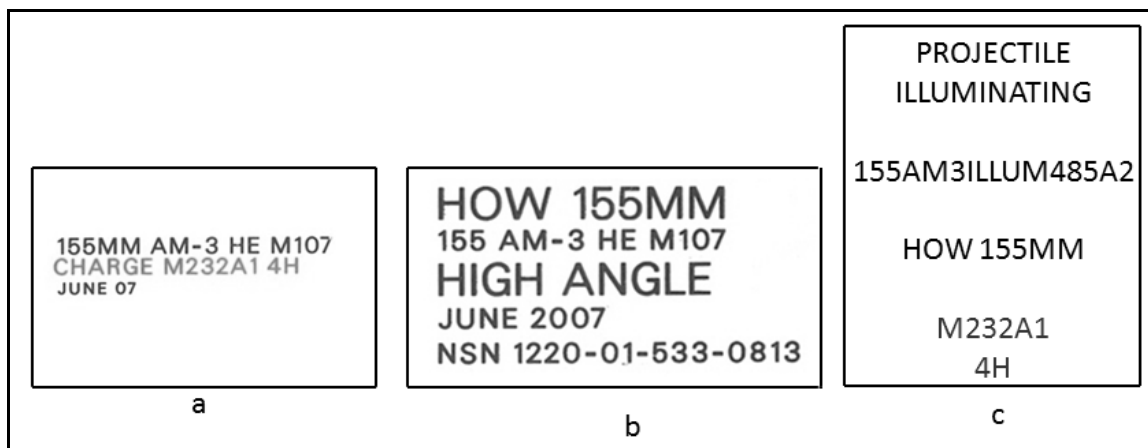 155MM AM-3 HE M107
CHARGE M232A1 4H
JUNE 07
a
HOW 155MM
155 AM-3 HE M107
HIGH ANGLE
JUNE 2007
NSN 1220-01-533-0813
b
PROJECTILE
ILLUMINATING
155AM3ILLUM485A2
HOW 155MM
M232A1
4H
c